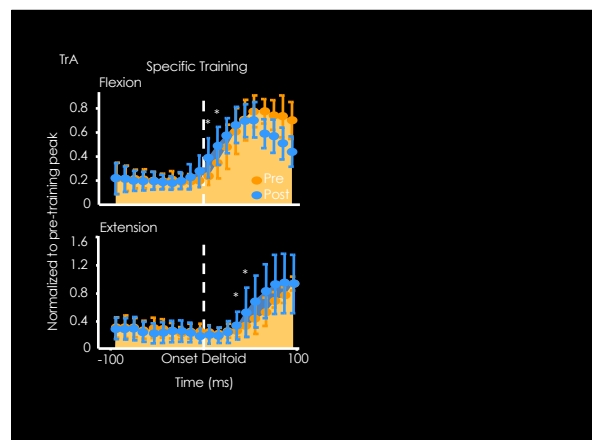 TrA
Specific Training
Flexion
0.8
0.6
0.4
0.2
0
* *
Pre
Post
Normalized to pre-training peak
Extension
1.6
1.2
0.8
0.4
0
* *
-100 Onset Deltoid 100
Time (ms)